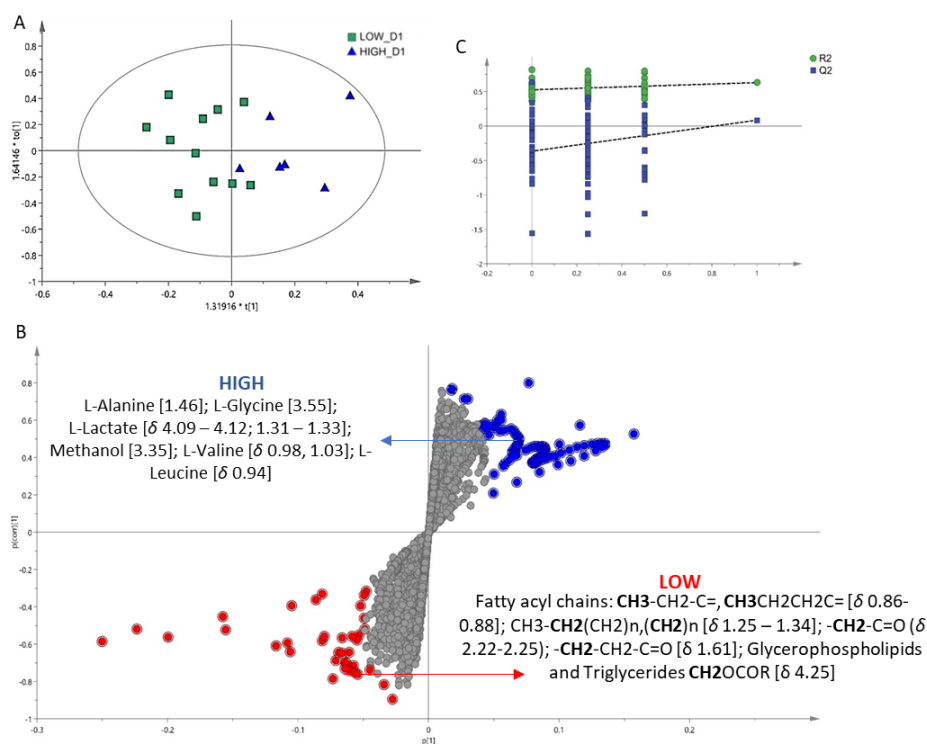 A
LOW_D1
HIGH_D1
1
0.8
0.6
0.4
0.2
0
-0.2
-0.4
-0.6
-0.8
-1
-0.6
-0.4
-0.2
0
0.2
0.4
1.64146 * to[1]
1.31916 * t[1]
C
R2
Q2
1
0.5
0
-0.5
-1
-1.5
-2
-0.2
0
0.2
0.4
0.6
0.8
1
B
HIGH
L-Alanine [1.46]; L-Glycine [3.55];
L-Lactate [δ 4.09 – 4.12; 1.31 – 1.33];
Methanol [3.35]; L-Valine [δ 0.98, 1.03]; L-
Leucine [δ 0.94]
LOW
Fatty acyl chains: CH3-CH2-C=, CH3CH2CH2C= [δ 0.86-
0.88]; CH3-CH2(CH2)n,(CH2)n [δ 1.25 – 1.34]; -CH2-C=O (δ
2.22-2.25); -CH2-CH2-C=O [δ 1.61]; Glycerophospholipids
and Triglycerides CH2OCOR [δ 4.25]
0.8
0.6
0.4
0.2
0
-0.2
-0.4
-0.6
-0.8
-1
-0.3
-0.2
-0.1
0
0.1
0.2
p(corr)[1]
p[1]